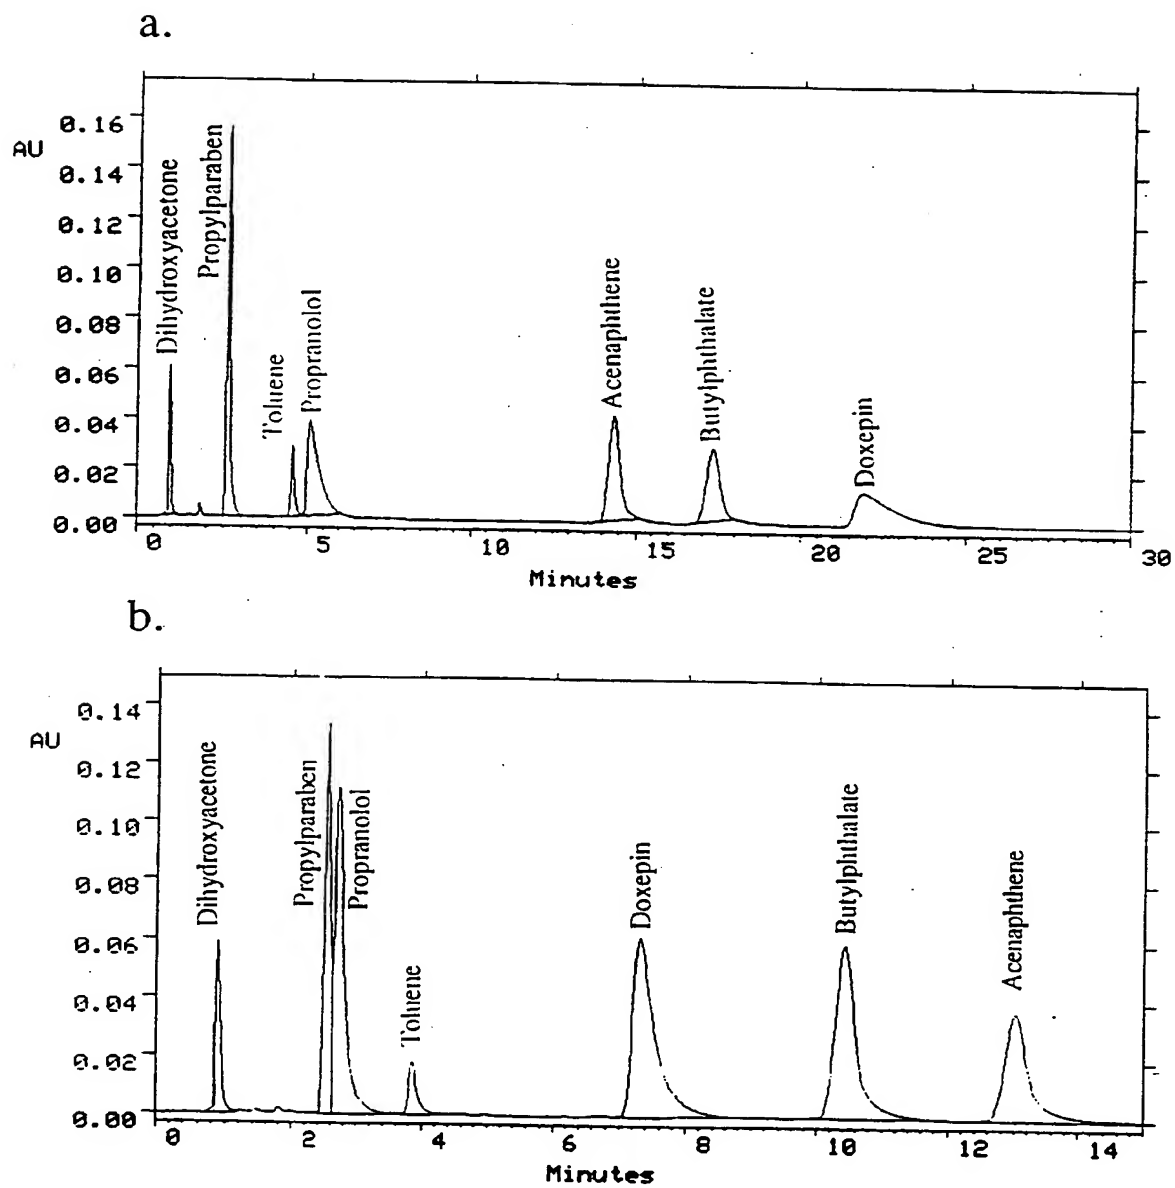 a.
AU
0.16
0.14
0.12
0.10
0.08
0.06
0.04
0.02
0.00
Dihydroxyacetone
Propylparaben
Toluene
Propranolol
Acenaphthene
Butylphthalate
Doxepin
0 5 10 15 20 25 30
Minutes
b.
AU
0.14
0.12
0.10
0.08
0.06
0.04
0.02
0.00
Dihydroxyacetone
Propylparaben
Propranolol
Toluene
Doxepin
Butylphthalate
Acenaphthene
0 2 4 6 8 10 12 14
Minutes